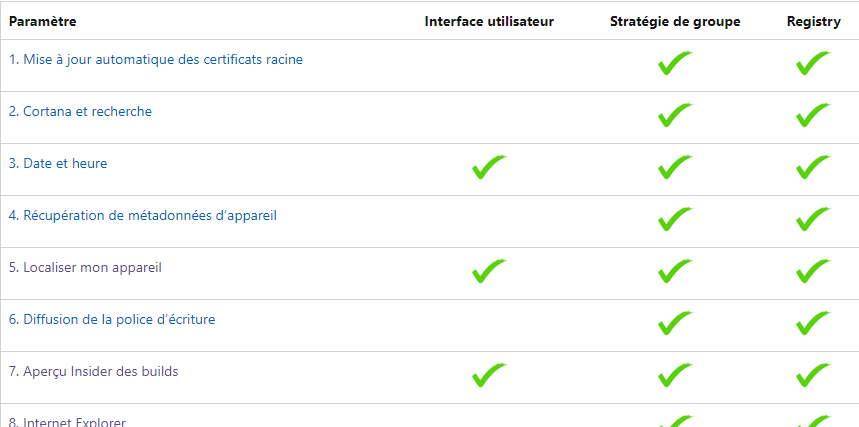 Paramètre Interface utilisateur Stratégie de groupe Registry
1. Mise à jour automatique des certificats racine
2. Cortana et recherche
3. Date et heure
4. Récupération de métadonnées d’appareil
5. Localiser mon appareil
6. Diffusion de la police d’écriture
7. Aperçu Insider des builds
8. Internet Explorer